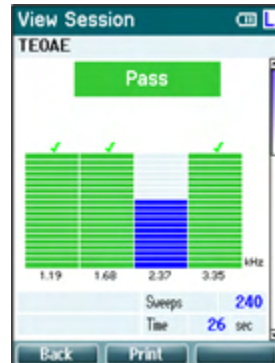 View Session L
TEOAE
Pass
kHz
1.19 1.68 2.37 3.35
Sweeps 240
Time 26 sec
Back Print